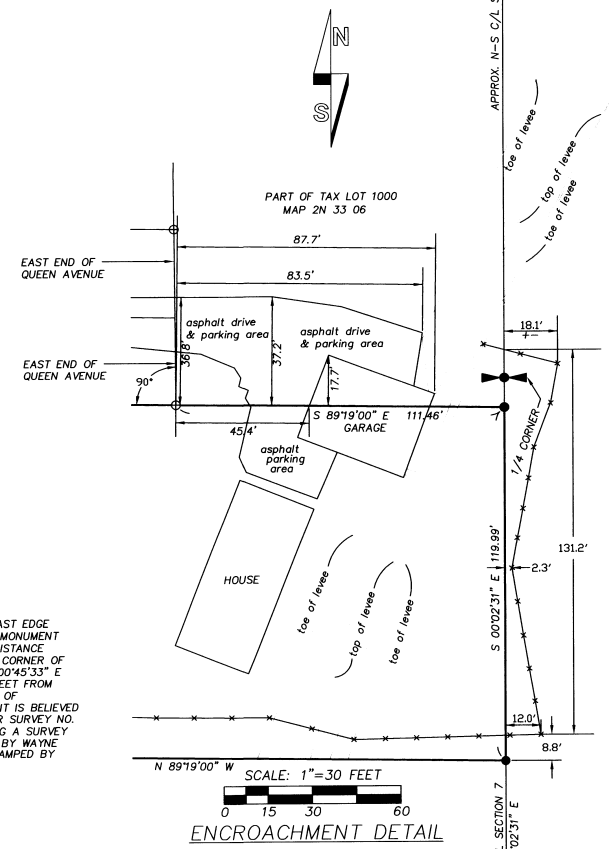 N
S
APPROX. N-S C/L S
toe of levee
top of levee
toe of levee
PART OF TAX LOT 1000
MAP 2N 33 06
87.7'
EAST END OF
QUEEN AVENUE
83.5'
18.1'
+-
asphalt drive
& parking area
asphalt drive
& parking area
36.8'
37.2'
17.7'
EAST END OF
QUEEN AVENUE
90°
S 89°19'00" E 111.46'
GARAGE
45.4'
1/4 CORNER
asphalt
parking
area
S 00°02'31" E 119.99'
131.2'
2.3'
HOUSE
toe of levee
top of levee
toe of levee
AST EDGE
MONUMENT
ISTANCE
CORNER OF
00°45'33" E
EET FROM
OF
IT IS BELIEVED
R SURVEY NO.
NG A SURVEY
BY WAYNE
AMPED BY
12.0'
8.8'
N 89°19'00" W
SCALE: 1"=30 FEET
0 15 30 60
ENCROACHMENT DETAIL
SECTION 7
°02'31" E